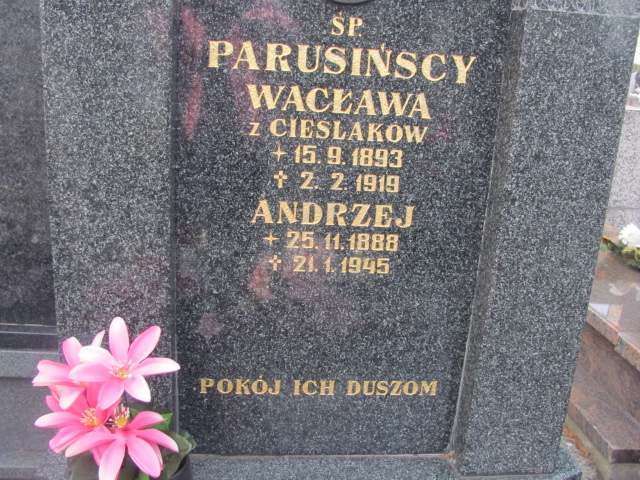 ŚP.
PARUSIŃSCY
WACŁAWA
Z CIEŚLAKÓW
+ 15. 9. 1893
✝ 2. 2. 1919
ANDRZEJ
+ 25. 11. 1888
✝ 21. 1. 1945
POKÓJ ICH DUSZOM